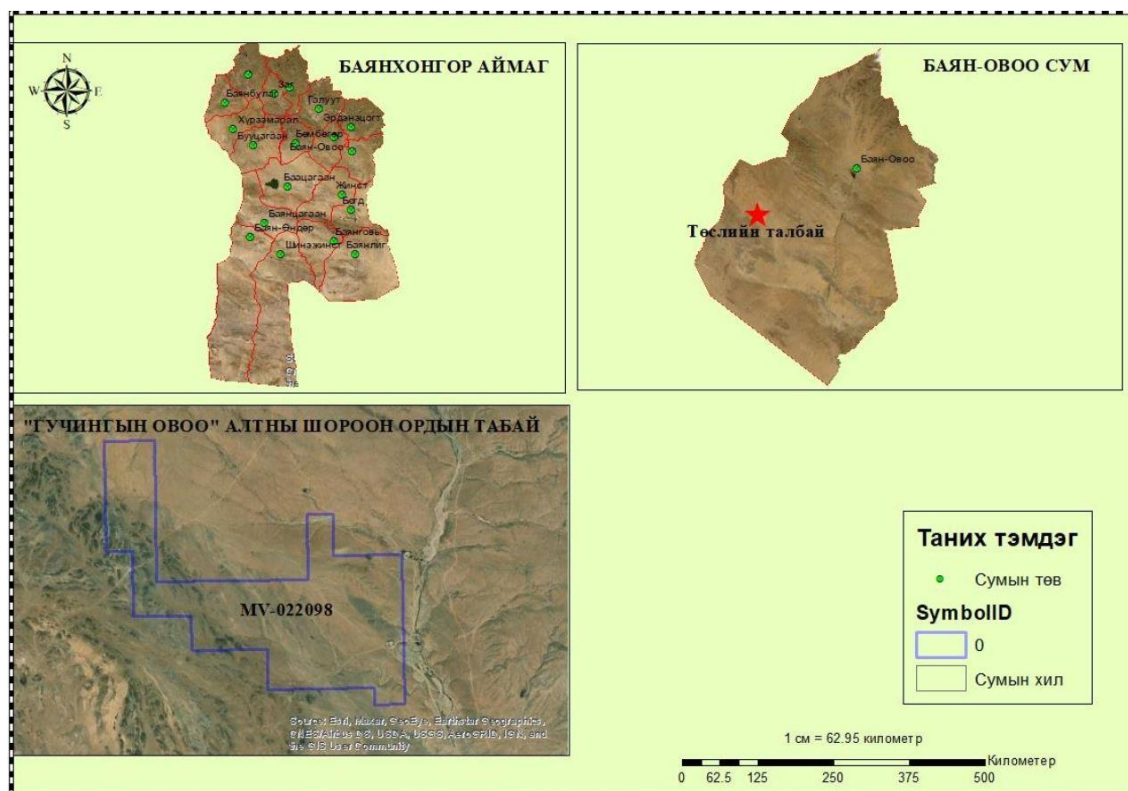 БАЯНХОНГОР АЙМАГ
N
W E
S
Заг
Баянбулаг
Галуут
Эрдэнэцогт
Хүрээмарал
Бууцагаан
Бөмбөгөр
Баян-Овоо
Баацагаан
Жинст
Богд
Баянцагаан
Баян-Өндөр
Баянговь
Шинэжинст
Баянлиг
БАЯН-ОВОО СУМ
Баян-Овоо
Төслийн талбай
"ГУЧИНГЫН ОВОО" АЛТНЫ ШОРООН ОРДЫН ТАБАЙ
MV-022098
Source: Esri, Maxar, GeoEye, Earthstar Geographics,
CNES/Airbus DS, USDA, USGS, AeroGRID, IGN, and
the GIS User Community
Таних тэмдэг
Сумын төв
SymbolID
0
Сумын хил
1 см = 62.95 километр
Километер
0 62.5 125 250 375 500